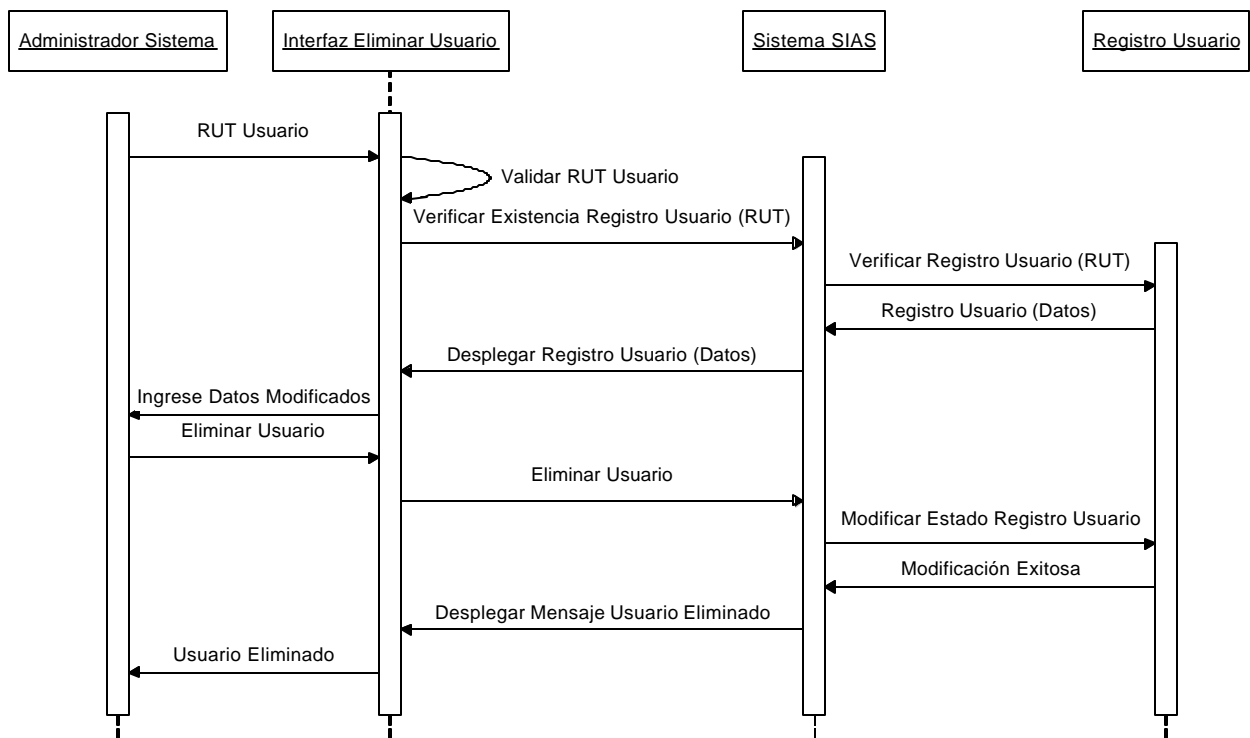 Administrador Sistema
Interfaz Eliminar Usuario
Sistema SIAS
Registro Usuario
RUT Usuario
Validar RUT Usuario
Verificar Existencia Registro Usuario (RUT)
Verificar Registro Usuario (RUT)
Registro Usuario (Datos)
Desplegar Registro Usuario (Datos)
Ingrese Datos Modificados
Eliminar Usuario
Eliminar Usuario
Modificar Estado Registro Usuario
Modificación Exitosa
Desplegar Mensaje Usuario Eliminado
Usuario Eliminado